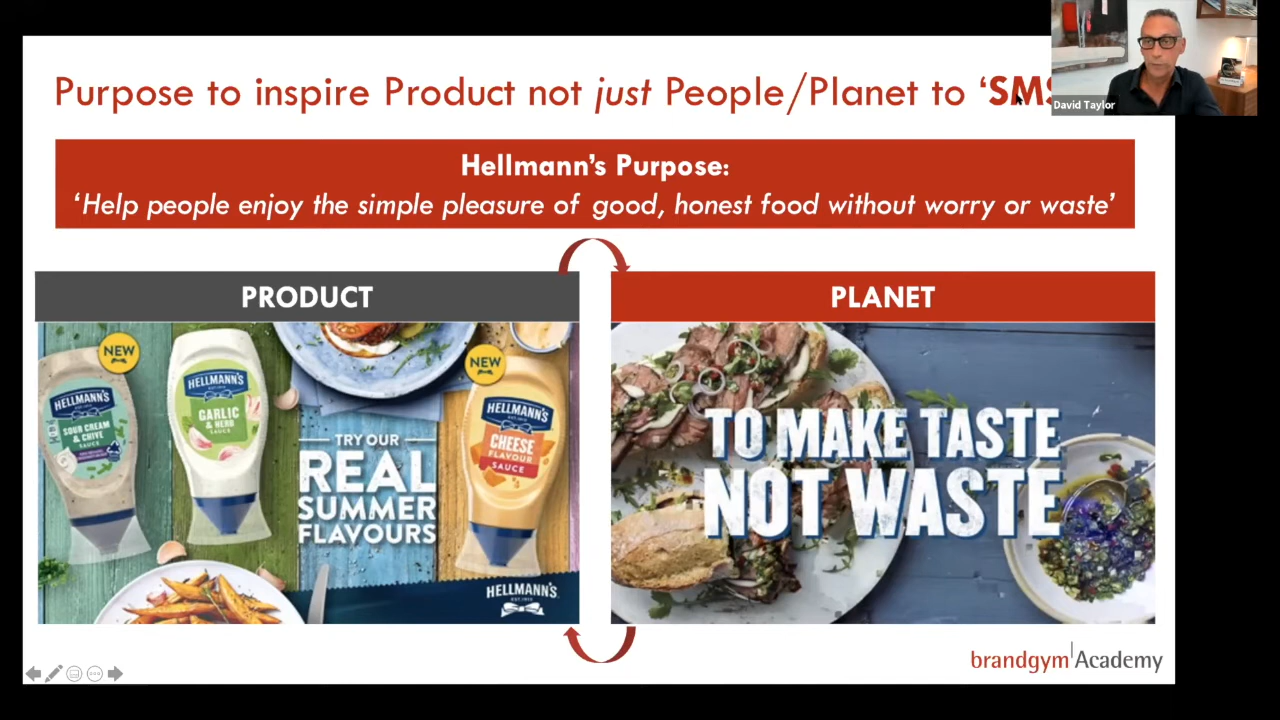 Purpose to inspire Product not just People/Planet to ‘SMS
David Taylor
Hellmann’s Purpose:
‘Help people enjoy the simple pleasure of good, honest food without worry or waste’
PRODUCT
PLANET
NEW
HELLMANN'S
SOUR CREAM
& CHIVE
SAUCE
HELLMANN'S
GARLIC
& HERB
SAUCE
NEW
HELLMANN'S
CHEESE
FLAVOUR
SAUCE
TRY OUR
REAL
SUMMER
FLAVOURS
HELLMANN'S
EST. 1913
TO MAKE TASTE
NOT WASTE
brandgym Academy